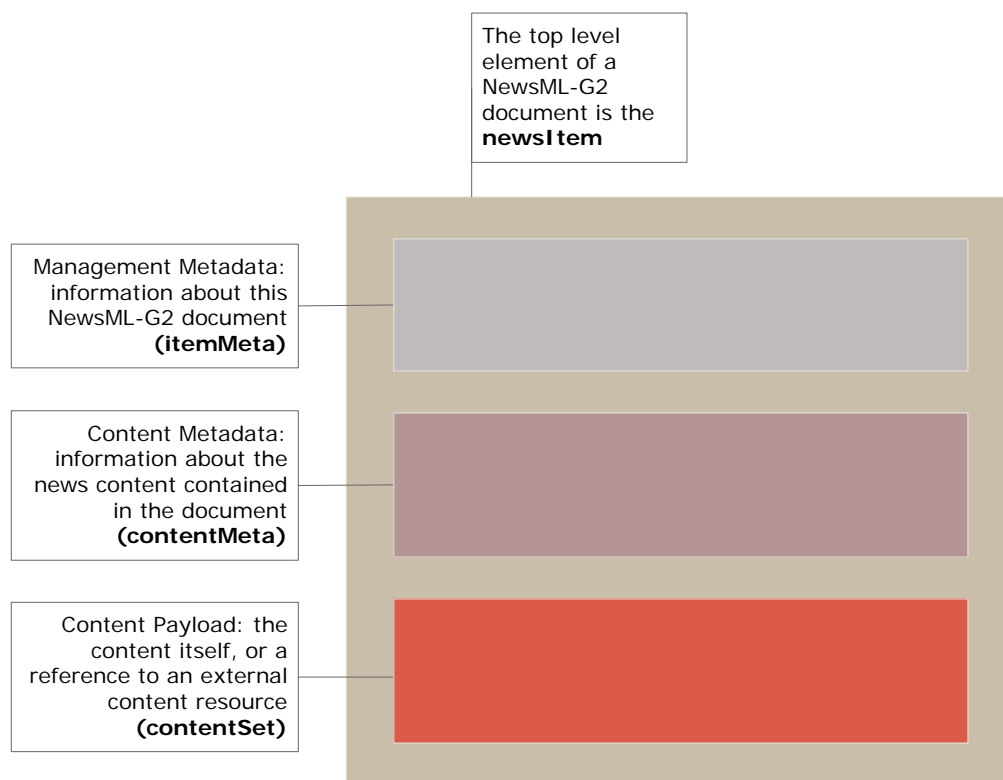 The top level
element of a
NewsML-G2
document is the
newsItem
Management Metadata:
information about this
NewsML-G2 document
(itemMeta)
Content Metadata:
information about the
news content contained
in the document
(contentMeta)
Content Payload: the
content itself, or a
reference to an external
content resource
(contentSet)